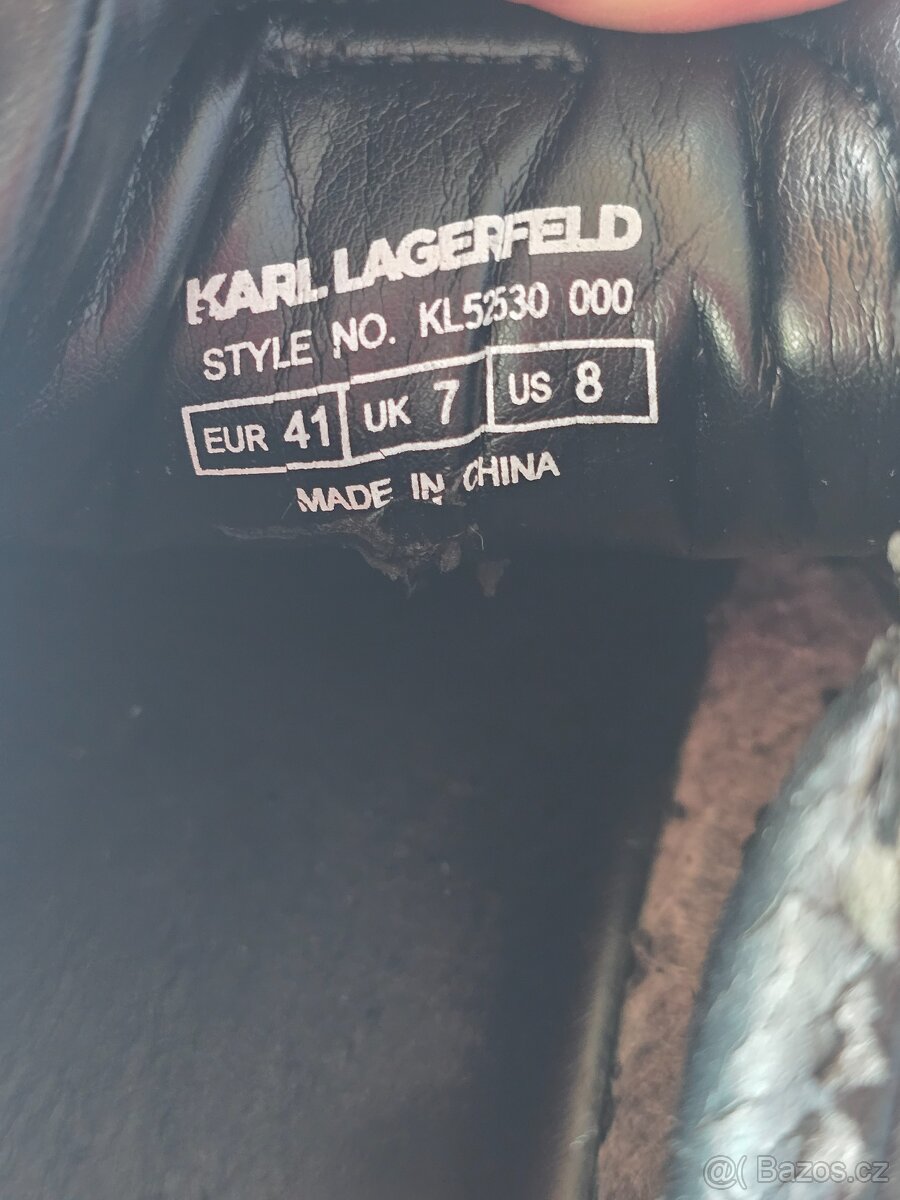 KARL LAGERFELD
STYLE NO. KL52530 000
EUR 41 UK 7 US 8
MADE IN CHINA
@( Bazos.cz